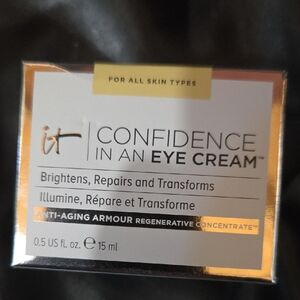 FOR ALL SKIN TYPES
it
CONFIDENCE
IN AN EYE CREAM™
Brightens, Repairs and Transforms
Illumine, Répare et Transforme
ANTI-AGING ARMOUR REGENERATIVE CONCENTRATE™
0.5 US fl. oz. ℮ 15 ml